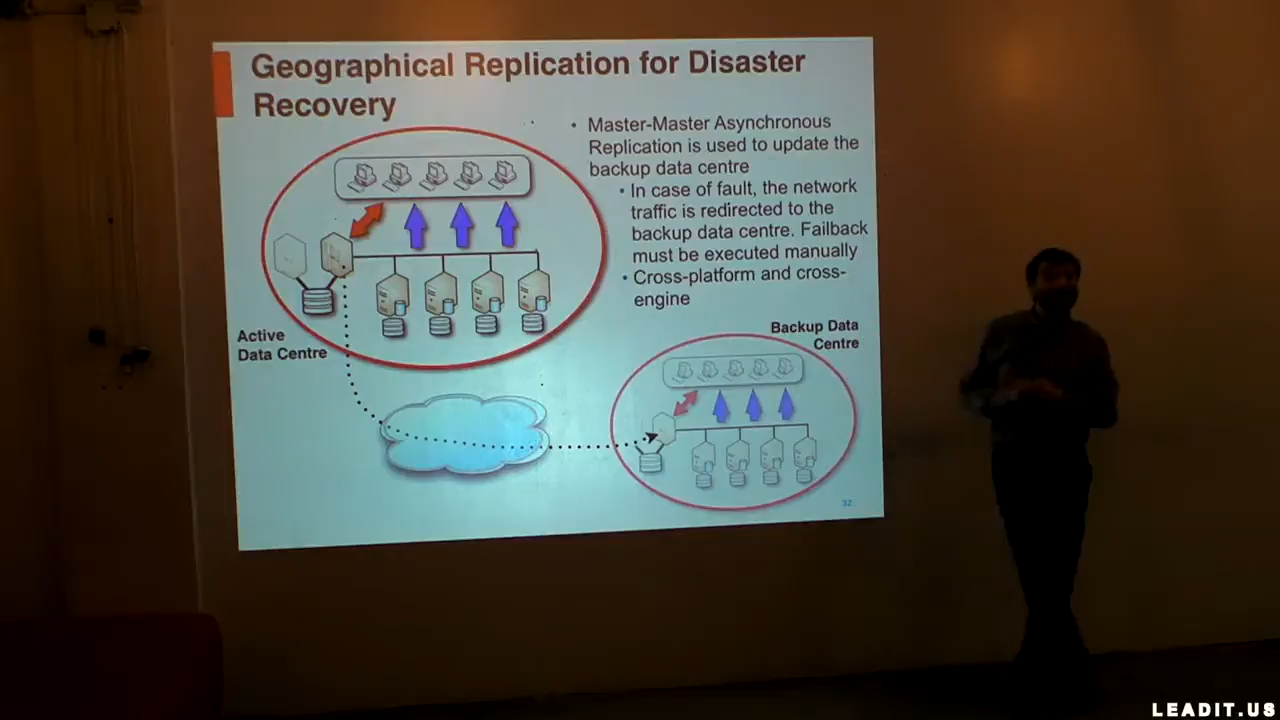 Geographical Replication for Disaster
Recovery
• Master-Master Asynchronous
Replication is used to update the
backup data centre
• In case of fault, the network
traffic is redirected to the
backup data centre. Failback
must be executed manually
• Cross-platform and cross-
engine
Active
Data Centre
Backup Data
Centre
32
LEADIT.US